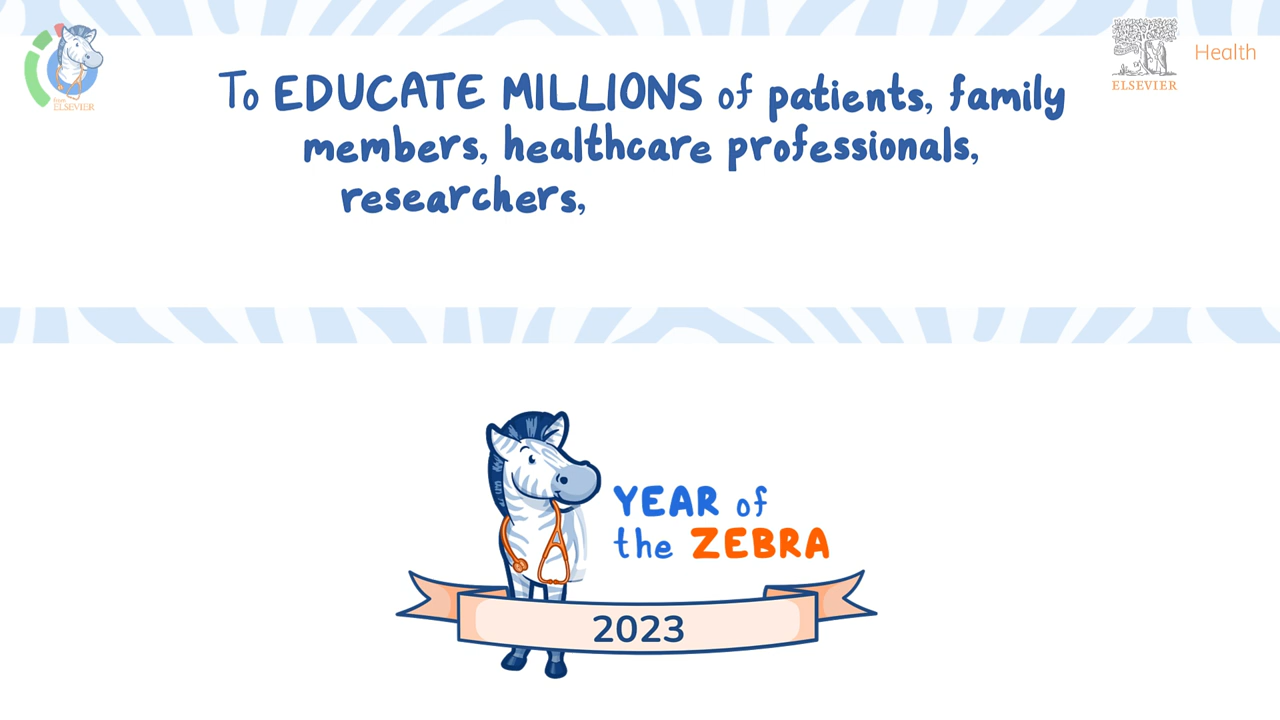 To EDUCATE MILLIONS of patients, family
members, healthcare professionals,
researchers,
ELSEVIER
Health
ELSEVIER
YEAR of
the ZEBRA
2023